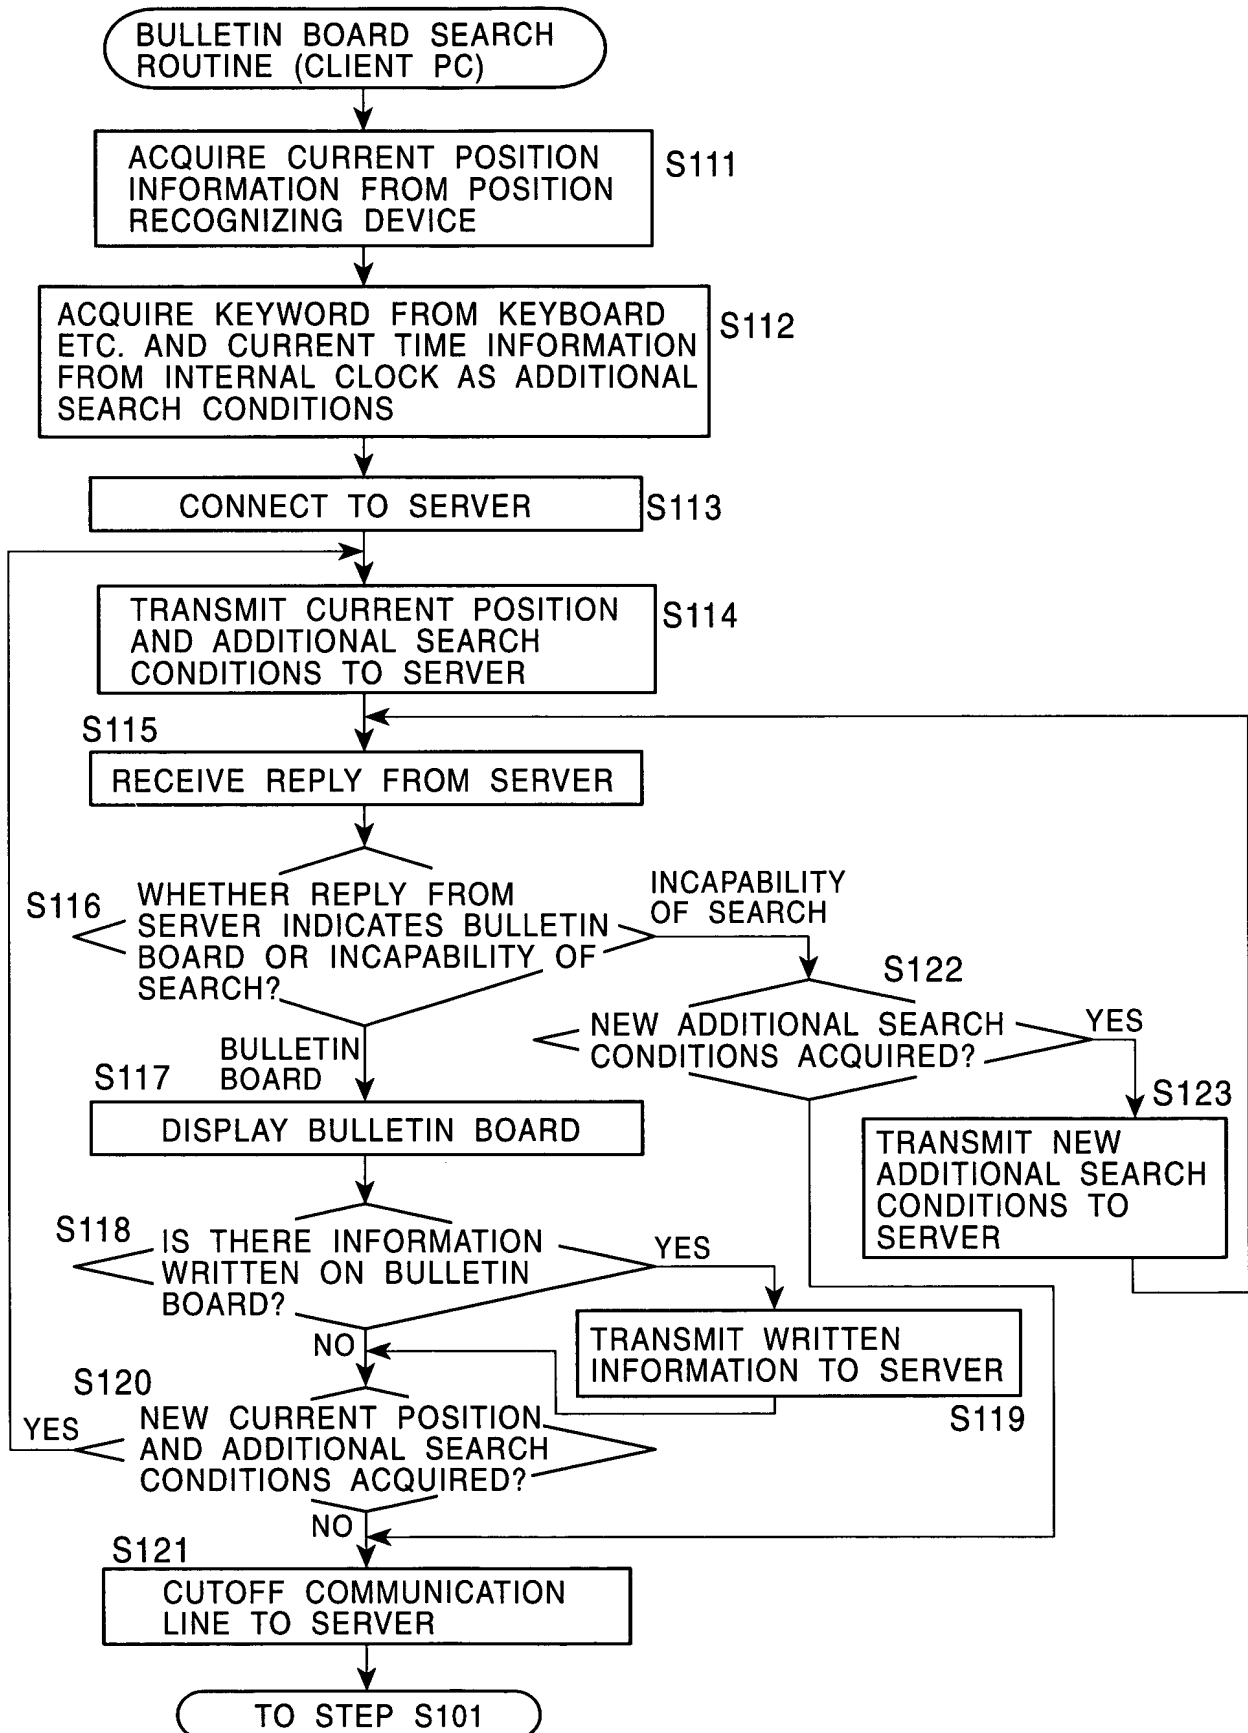 BULLETIN BOARD SEARCH
ROUTINE (CLIENT PC)
ACQUIRE CURRENT POSITION
INFORMATION FROM POSITION
RECOGNIZING DEVICE
S111
ACQUIRE KEYWORD FROM KEYBOARD
ETC. AND CURRENT TIME INFORMATION
FROM INTERNAL CLOCK AS ADDITIONAL
SEARCH CONDITIONS
S112
CONNECT TO SERVER
S113
TRANSMIT CURRENT POSITION
AND ADDITIONAL SEARCH
CONDITIONS TO SERVER
S114
S115
RECEIVE REPLY FROM SERVER
S116
WHETHER REPLY FROM
SERVER INDICATES BULLETIN
BOARD OR INCAPABILITY OF
SEARCH?
INCAPABILITY
OF SEARCH
S122
NEW ADDITIONAL SEARCH
CONDITIONS ACQUIRED?
YES
BULLETIN
BOARD
S117
DISPLAY BULLETIN BOARD
S123
TRANSMIT NEW
ADDITIONAL SEARCH
CONDITIONS TO
SERVER
S118
IS THERE INFORMATION
WRITTEN ON BULLETIN
BOARD?
YES
NO
TRANSMIT WRITTEN
INFORMATION TO SERVER
S119
S120
YES
NEW CURRENT POSITION
AND ADDITIONAL SEARCH
CONDITIONS ACQUIRED?
NO
S121
CUTOFF COMMUNICATION
LINE TO SERVER
TO STEP S101